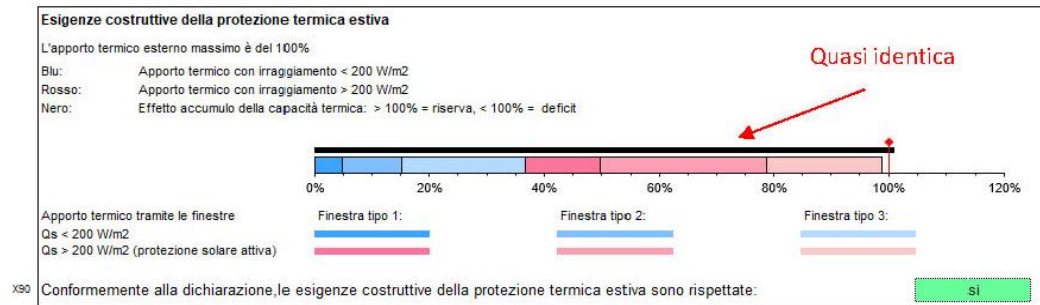 Esigenze costruttive della protezione termica estiva
L'apporto termico esterno massimo è del 100%
Quasi identica
Blu: Apporto termico con irraggiamento < 200 W/m2
Rosso: Apporto termico con irraggiamento > 200 W/m2
Nero: Effetto accumulo della capacità termica: > 100% = riserva, < 100% = deficit
0% 20% 40% 60% 80% 100% 120%
Apporto termico tramite le finestre Finestra tipo 1: Finestra tipo 2: Finestra tipo 3:
Qs < 200 W/m2
Qs > 200 W/m2 (protezione solare attiva)
X90 Conformemente alla dichiarazione,le esigenze costruttive della protezione termica estiva sono rispettate: si